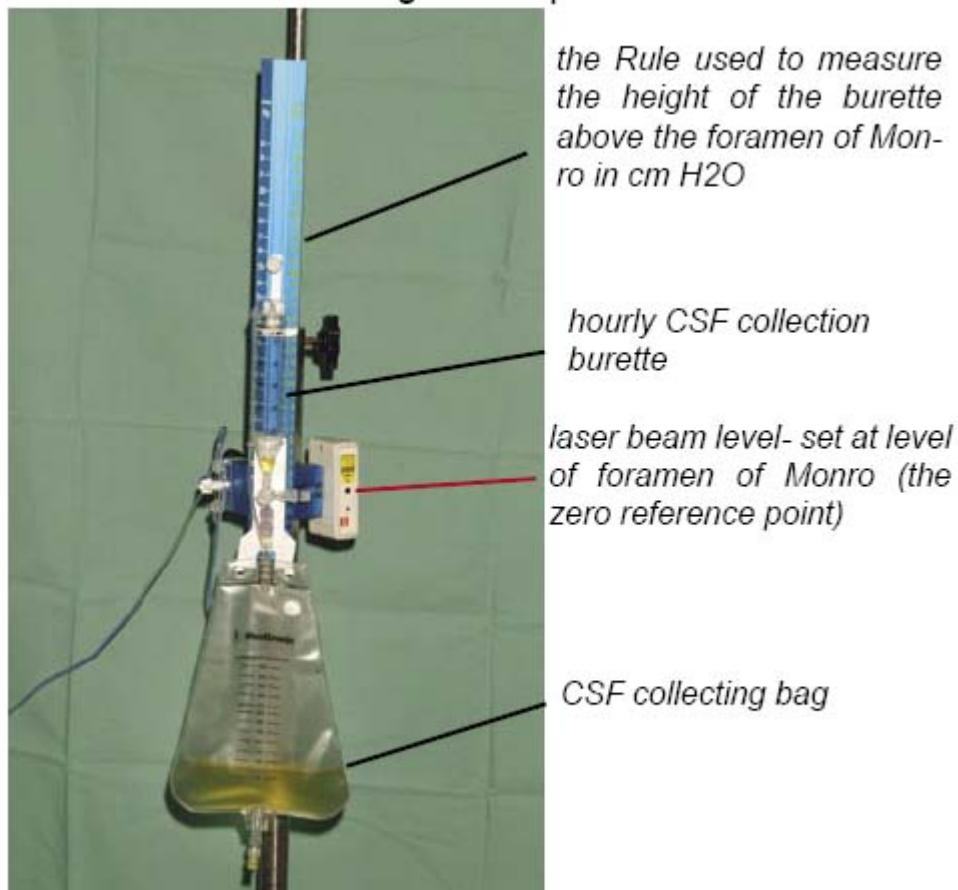 the Rule used to measure
the height of the burette
above the foramen of Mon-
ro in cm H2O
hourly CSF collection
burette
laser beam level- set at level
of foramen of Monro (the
zero reference point)
CSF collecting bag